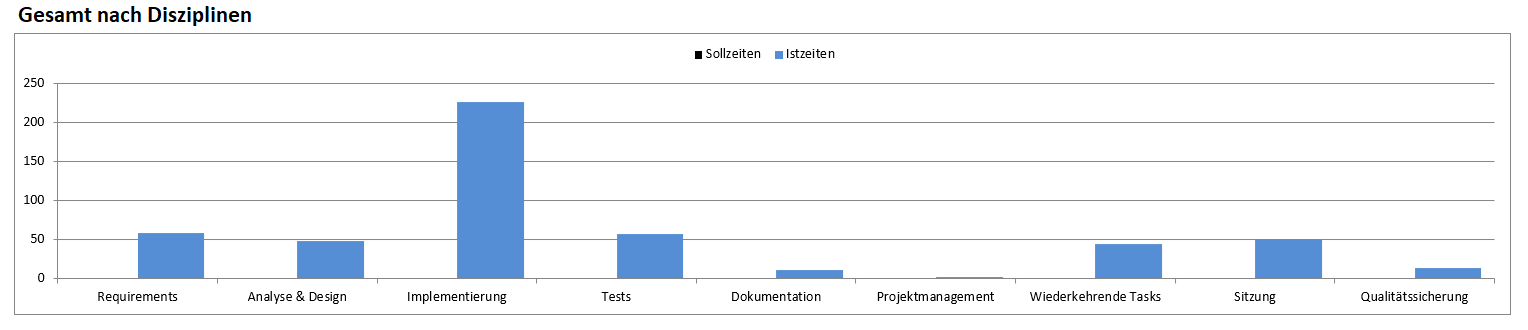 Gesamt nach Disziplinen
Sollzeiten Istzeiten
250
200
150
100
50
0
Requirements Analyse & Design Implementierung Tests Dokumentation Projektmanagement Wiederkehrende Tasks Sitzung Qualitätssicherung